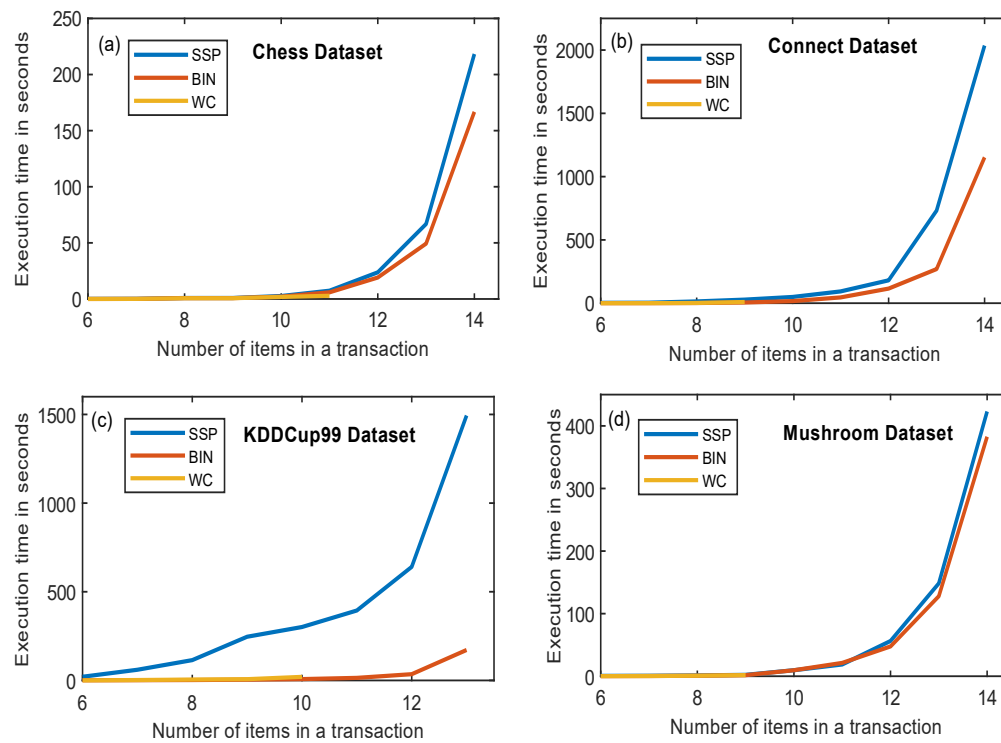 (a)
Chess Dataset
SSP
BIN
WC
250
200
150
100
50
0
6
8
10
12
14
Execution time in seconds
Number of items in a transaction
(b)
Connect Dataset
SSP
BIN
WC
2000
1500
1000
500
0
6
8
10
12
14
Execution time in seconds
Number of items in a transaction
(c)
KDDCup99 Dataset
SSP
BIN
WC
1500
1000
500
0
6
8
10
12
Execution time in seconds
Number of items in a transaction
(d)
Mushroom Dataset
SSP
BIN
WC
400
300
200
100
0
6
8
10
12
14
Execution time in seconds
Number of items in a transaction